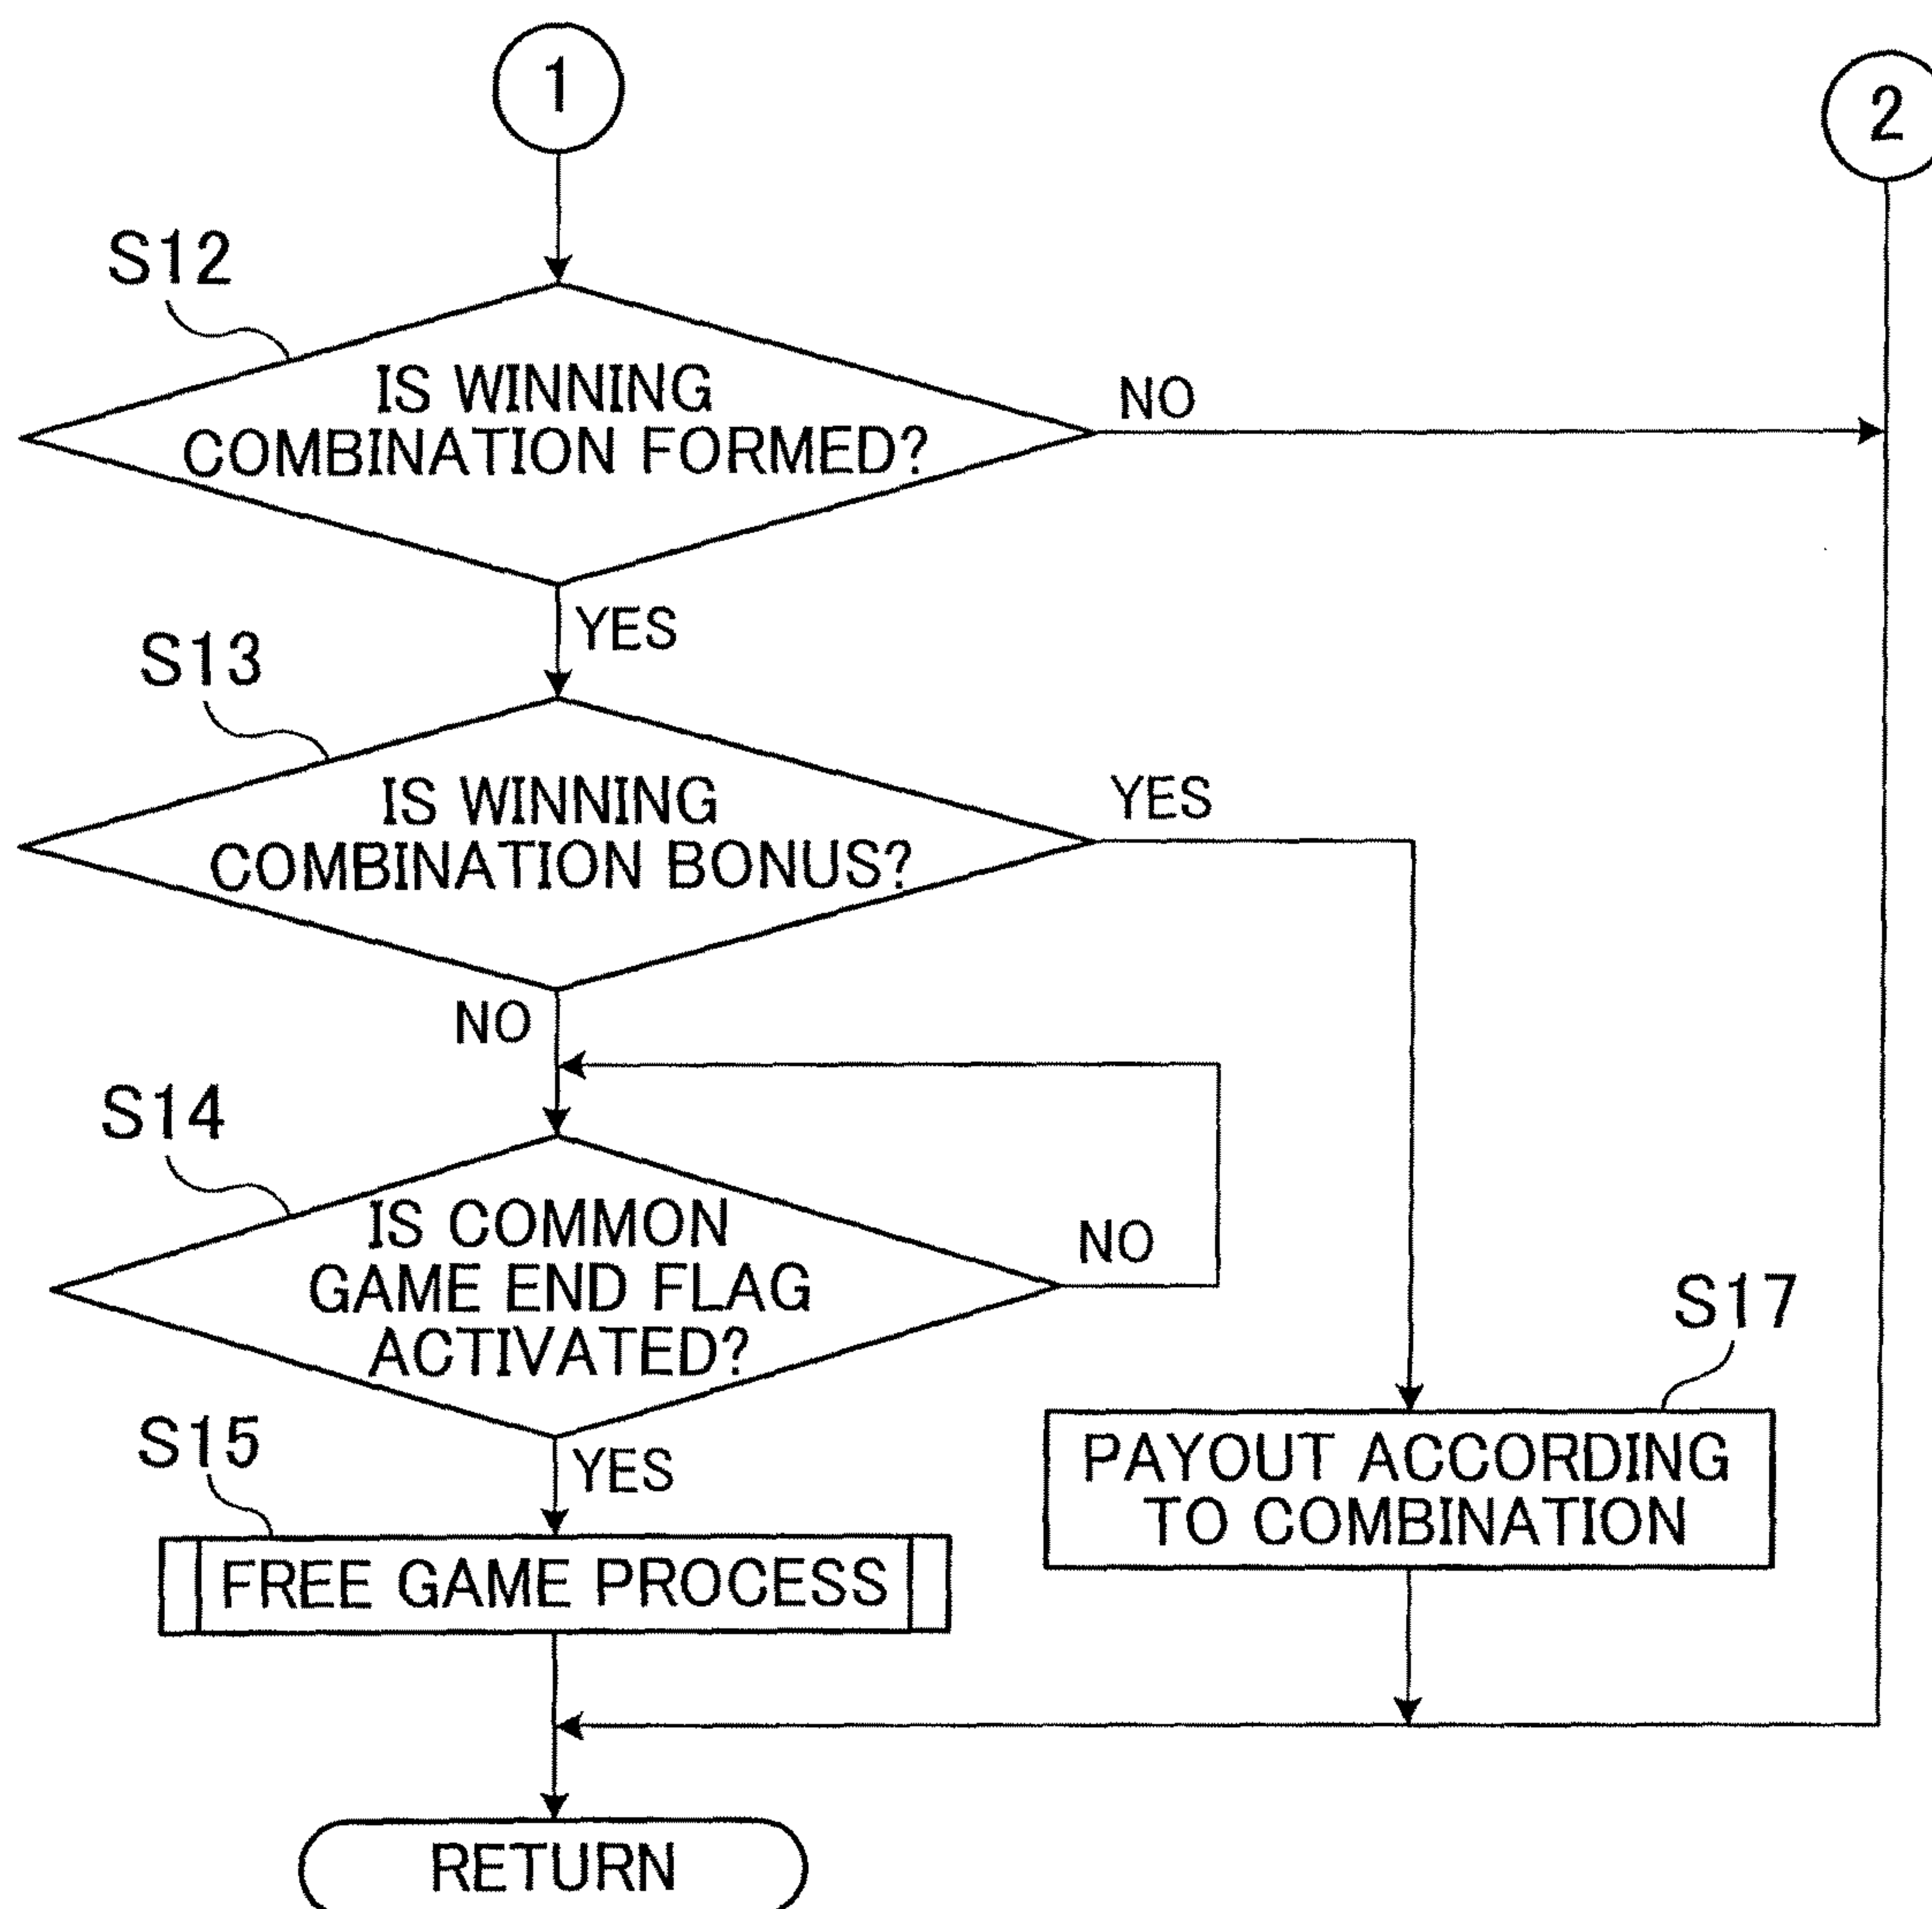 1
2
S12
IS WINNING
COMBINATION FORMED?
NO
YES
S13
IS WINNING
COMBINATION BONUS?
YES
NO
S14
IS COMMON
GAME END FLAG
ACTIVATED?
NO
YES
S17
PAYOUT ACCORDING
TO COMBINATION
S15
FREE GAME PROCESS
RETURN